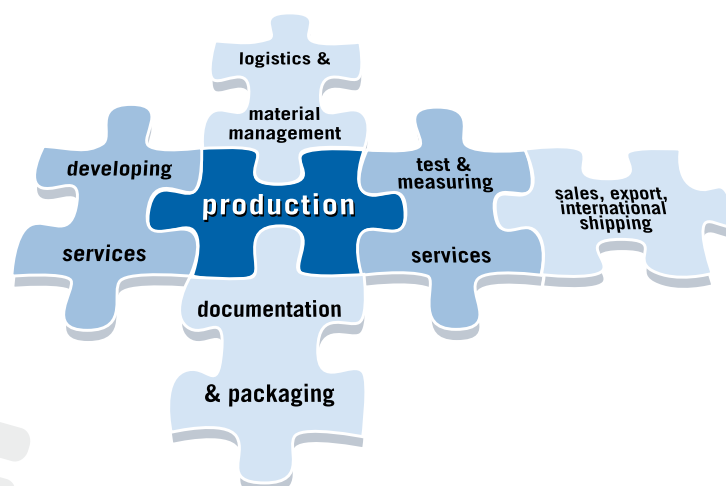 logistics &
material
management
developing
services
production
test &
measuring
services
sales, export,
international
shipping
documentation
& packaging